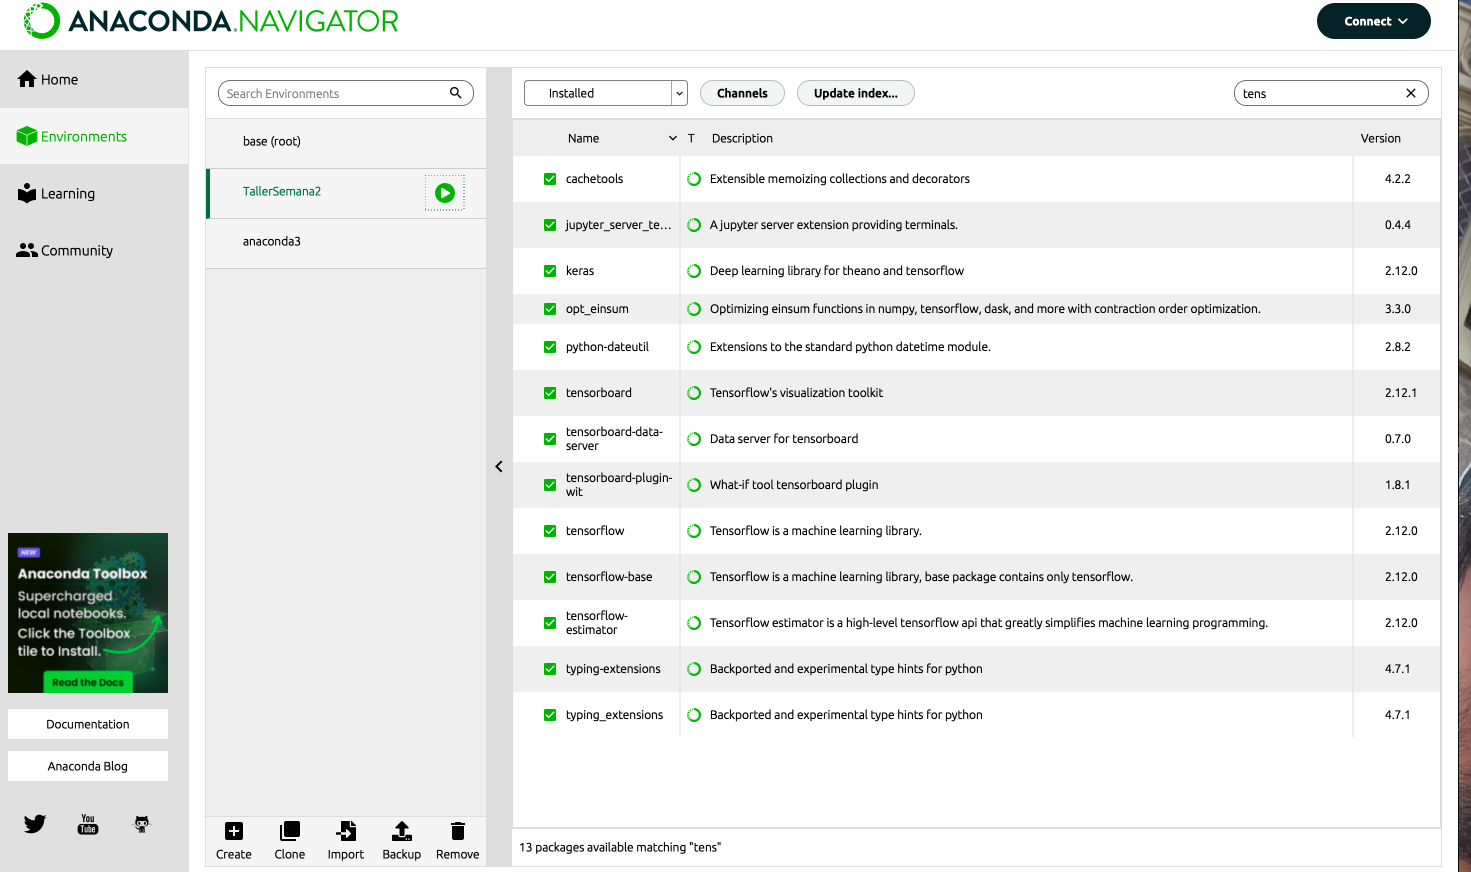 ANACONDA.NAVIGATOR
Connect
Home
Environments
Learning
Community
NEW
Anaconda Toolbox
Supercharged
local notebooks.
Click the Toolbox
tile to Install.
Read the Docs
Documentation
Anaconda Blog
You
Tube
Search Environments
base (root)
TallerSemana2
anaconda3
Create Clone Import Backup Remove
Installed Channels Update index... tens
Name T Description Version
cachetools Extensible memoizing collections and decorators 4.2.2
jupyter_server_te... A jupyter server extension providing terminals. 0.4.4
keras Deep learning library for theano and tensorflow 2.12.0
opt_einsum Optimizing einsum functions in numpy, tensorflow, dask, and more with contraction order optimization. 3.3.0
python-dateutil Extensions to the standard python datetime module. 2.8.2
tensorboard Tensorflow's visualization toolkit 2.12.1
tensorboard-data-
server Data server for tensorboard 0.7.0
tensorboard-plugin-
wit What-if tool tensorboard plugin 1.8.1
tensorflow Tensorflow is a machine learning library. 2.12.0
tensorflow-base Tensorflow is a machine learning library, base package contains only tensorflow. 2.12.0
tensorflow-
estimator Tensorflow estimator is a high-level tensorflow api that greatly simplifies machine learning programming. 2.12.0
typing-extensions Backported and experimental type hints for python 4.7.1
typing_extensions Backported and experimental type hints for python 4.7.1
13 packages available matching "tens"